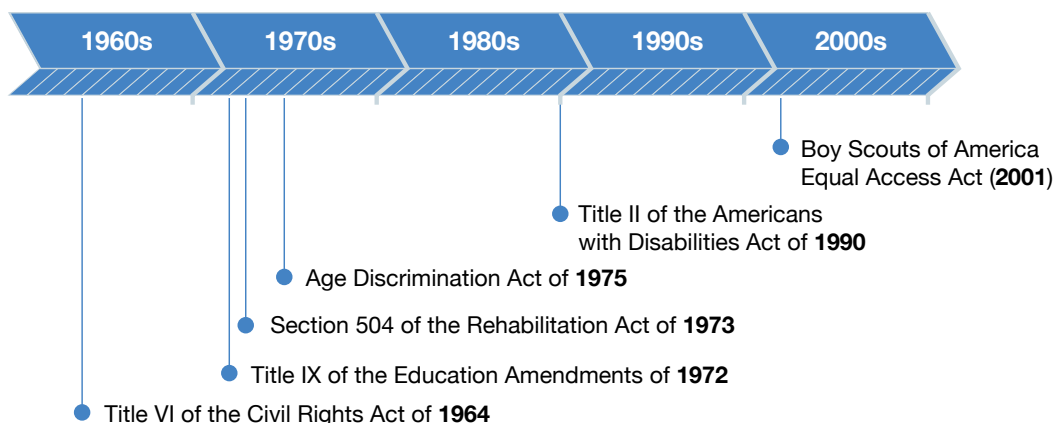 1960s 1970s 1980s 1990s 2000s
Boy Scouts of America
Equal Access Act (2001)
Title II of the Americans
with Disabilities Act of 1990
Age Discrimination Act of 1975
Section 504 of the Rehabilitation Act of 1973
Title IX of the Education Amendments of 1972
Title VI of the Civil Rights Act of 1964